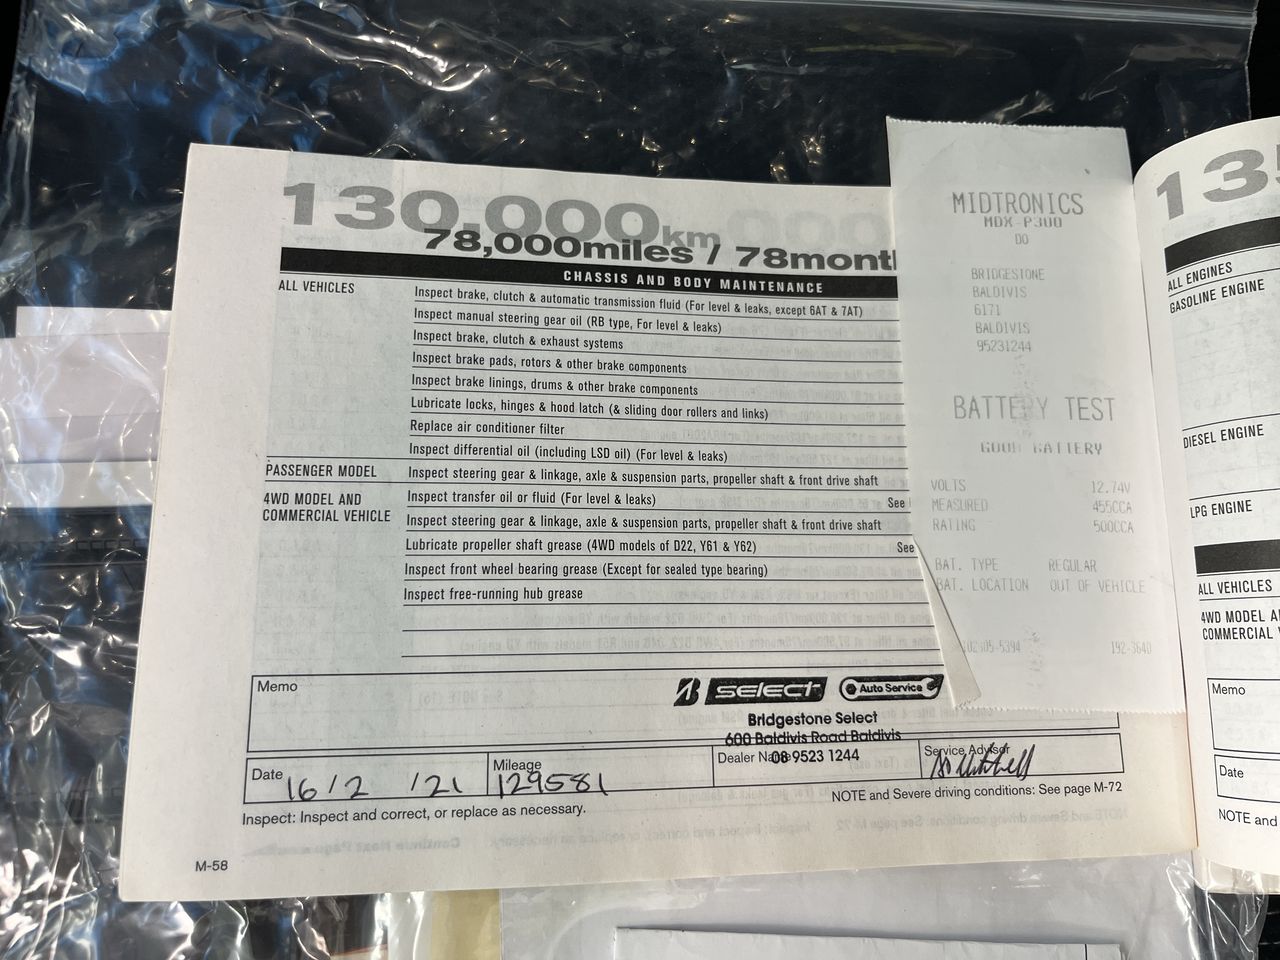 130,000km
78,000miles / 78mont
CHASSIS AND BODY MAINTENANCE
ALL VEHICLES
Inspect brake, clutch & automatic transmission fluid (For level & leaks, except 6AT & 7AT)
Inspect manual steering gear oil (RB type, For level & leaks)
Inspect brake, clutch & exhaust systems
Inspect brake pads, rotors & other brake components
Inspect brake linings, drums & other brake components
Lubricate locks, hinges & hood latch (& sliding door rollers and links)
Replace air conditioner filter
Inspect differential oil (including LSD oil) (For level & leaks)
PASSENGER MODEL
Inspect steering gear & linkage, axle & suspension parts, propeller shaft & front drive shaft
4WD MODEL AND
COMMERCIAL VEHICLE
Inspect transfer oil or fluid (For level & leaks) See
Inspect steering gear & linkage, axle & suspension parts, propeller shaft & front drive shaft
Lubricate propeller shaft grease (4WD models of D22, Y61 & Y62) See
Inspect front wheel bearing grease (Except for sealed type bearing)
Inspect free-running hub grease
Memo
select Auto Service
Bridgestone Select
600 Baldivis Road Baldivis
08 9523 1244
Date 16/2/21
Mileage 129581
Dealer Name
Service Advisor
Inspect: Inspect and correct, or replace as necessary.
NOTE and Severe driving conditions: See page M-72
M-58
MIDTRONICS
MDX-P300
DO
BRIDGESTONE
BALDIVIS
6171
BALDIVIS
95231244
BATTERY TEST
GOOD BATTERY
VOLTS 12.74V
MEASURED 455CCA
RATING 500CCA
BAT. TYPE REGULAR
BAT. LOCATION OUT OF VEHICLE
192-364D
135
ALL ENGINES
GASOLINE ENGINE
DIESEL ENGINE
LPG ENGINE
ALL VEHICLES
4WD MODEL A
COMMERCIAL
Memo
Date
NOTE and